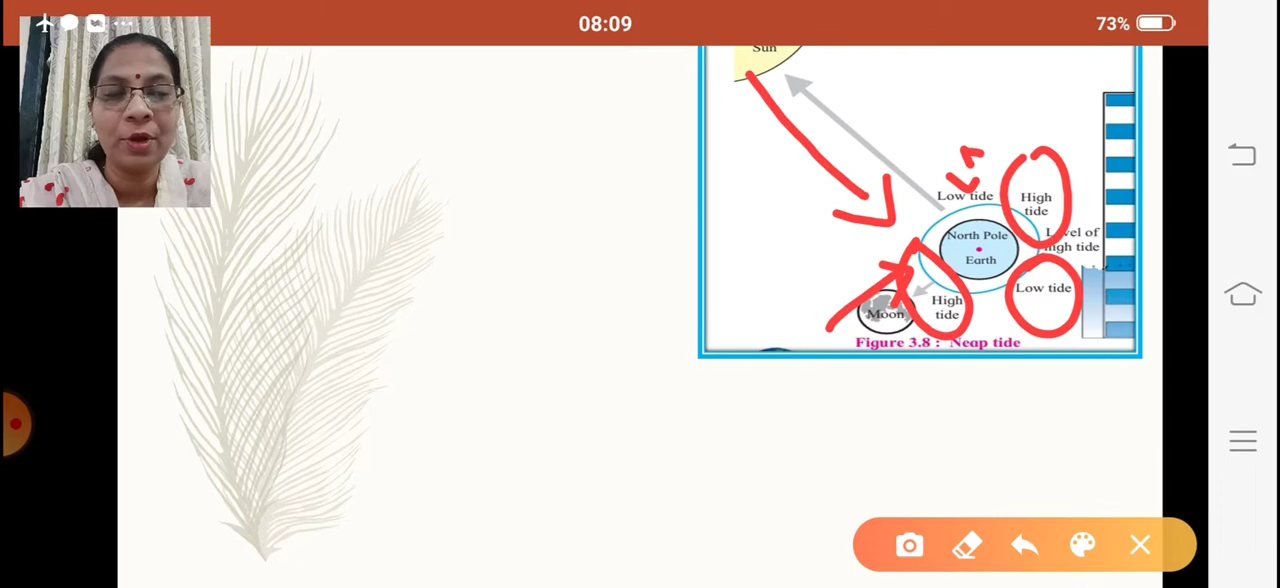 08:09
73%
Sun
Low tide
High
tide
North Pole
Level of
high tide
Earth
Low tide
High
tide
Moon
Figure 3.8 : Neap tide